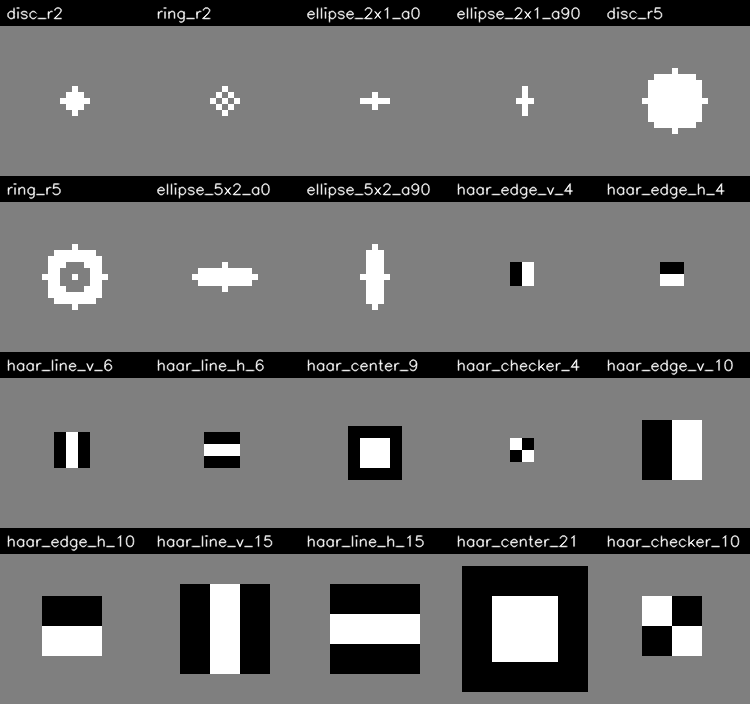 disc_r2 ring_r2 ellipse_2x1_a0 ellipse_2x1_a90 disc_r5
ring_r5 ellipse_5x2_a0 ellipse_5x2_a90 haar_edge_v_4 haar_edge_h_4
haar_line_v_6 haar_line_h_6 haar_center_9 haar_checker_4 haar_edge_v_10
haar_edge_h_10 haar_line_v_15 haar_line_h_15 haar_center_21 haar_checker_10